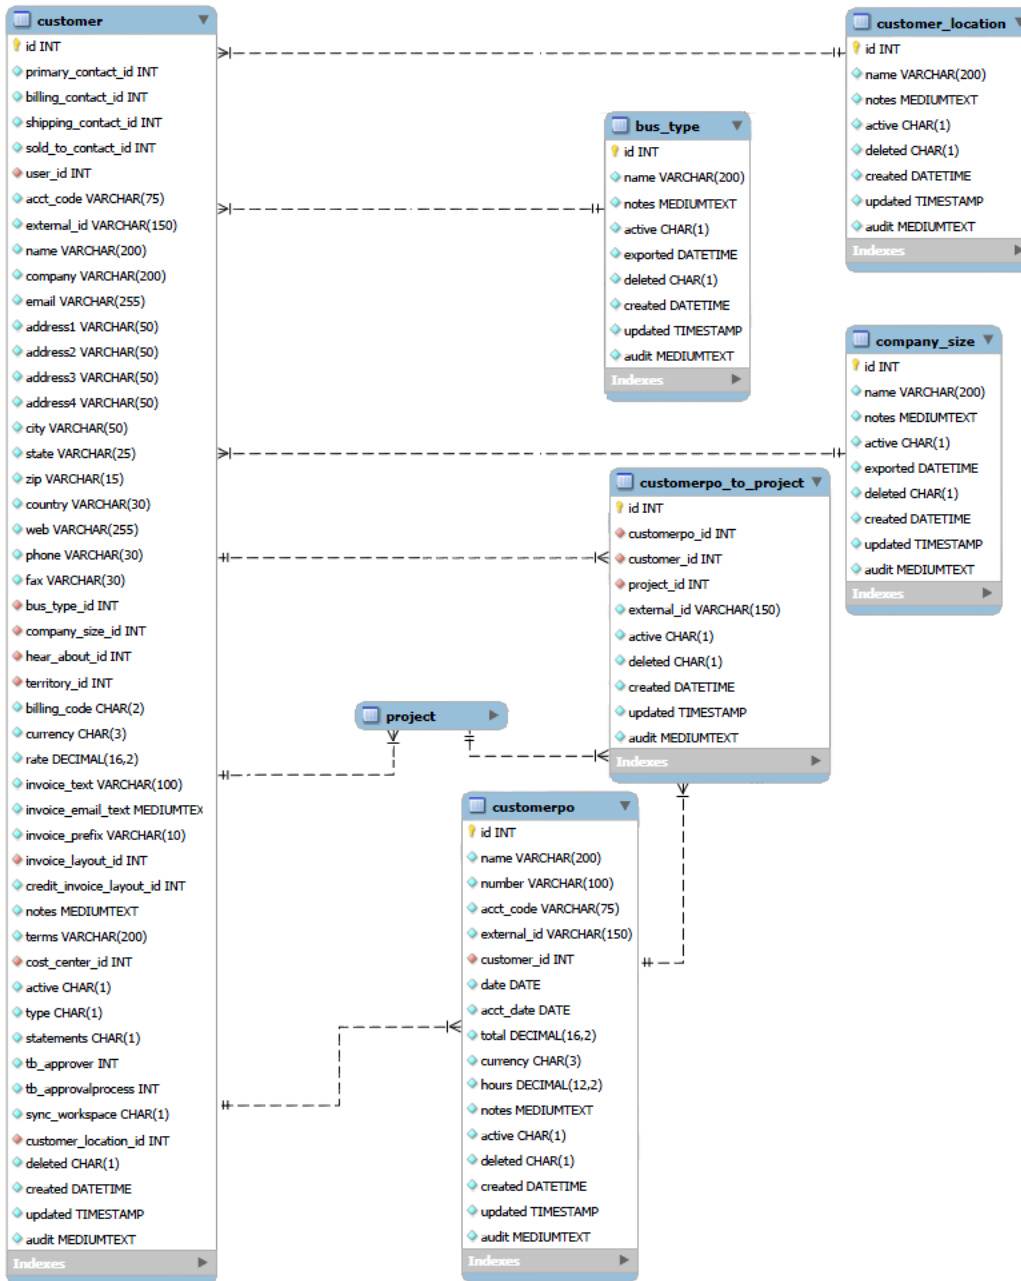 customer
id INT
primary_contact_id INT
billing_contact_id INT
shipping_contact_id INT
sold_to_contact_id INT
user_id INT
acct_code VARCHAR(75)
external_id VARCHAR(150)
name VARCHAR(200)
company VARCHAR(200)
email VARCHAR(255)
address1 VARCHAR(50)
address2 VARCHAR(50)
address3 VARCHAR(50)
address4 VARCHAR(50)
city VARCHAR(50)
state VARCHAR(25)
zip VARCHAR(15)
country VARCHAR(30)
web VARCHAR(255)
phone VARCHAR(30)
fax VARCHAR(30)
bus_type_id INT
company_size_id INT
hear_about_id INT
territory_id INT
billing_code CHAR(2)
currency CHAR(3)
rate DECIMAL(16,2)
invoice_text VARCHAR(100)
invoice_email_text MEDIUMTEX
invoice_prefix VARCHAR(10)
invoice_layout_id INT
credit_invoice_layout_id INT
notes MEDIUMTEXT
terms VARCHAR(200)
cost_center_id INT
active CHAR(1)
type CHAR(1)
statements CHAR(1)
tb_approver INT
tb_approvalprocess INT
sync_workspace CHAR(1)
customer_location_id INT
deleted CHAR(1)
created DATETIME
updated TIMESTAMP
audit MEDIUMTEXT
Indexes
customer_location
id INT
name VARCHAR(200)
notes MEDIUMTEXT
active CHAR(1)
deleted CHAR(1)
created DATETIME
updated TIMESTAMP
audit MEDIUMTEXT
Indexes
bus_type
id INT
name VARCHAR(200)
notes MEDIUMTEXT
active CHAR(1)
exported DATETIME
deleted CHAR(1)
created DATETIME
updated TIMESTAMP
audit MEDIUMTEXT
Indexes
company_size
id INT
name VARCHAR(200)
notes MEDIUMTEXT
active CHAR(1)
exported DATETIME
deleted CHAR(1)
created DATETIME
updated TIMESTAMP
audit MEDIUMTEXT
Indexes
customerpo_to_project
id INT
customerpo_id INT
customer_id INT
project_id INT
external_id VARCHAR(150)
active CHAR(1)
deleted CHAR(1)
created DATETIME
updated TIMESTAMP
audit MEDIUMTEXT
Indexes
project
customerpo
id INT
name VARCHAR(200)
number VARCHAR(100)
acct_code VARCHAR(75)
external_id VARCHAR(150)
customer_id INT
date DATE
acct_date DATE
total DECIMAL(16,2)
currency CHAR(3)
hours DECIMAL(12,2)
notes MEDIUMTEXT
active CHAR(1)
deleted CHAR(1)
created DATETIME
updated TIMESTAMP
audit MEDIUMTEXT
Indexes